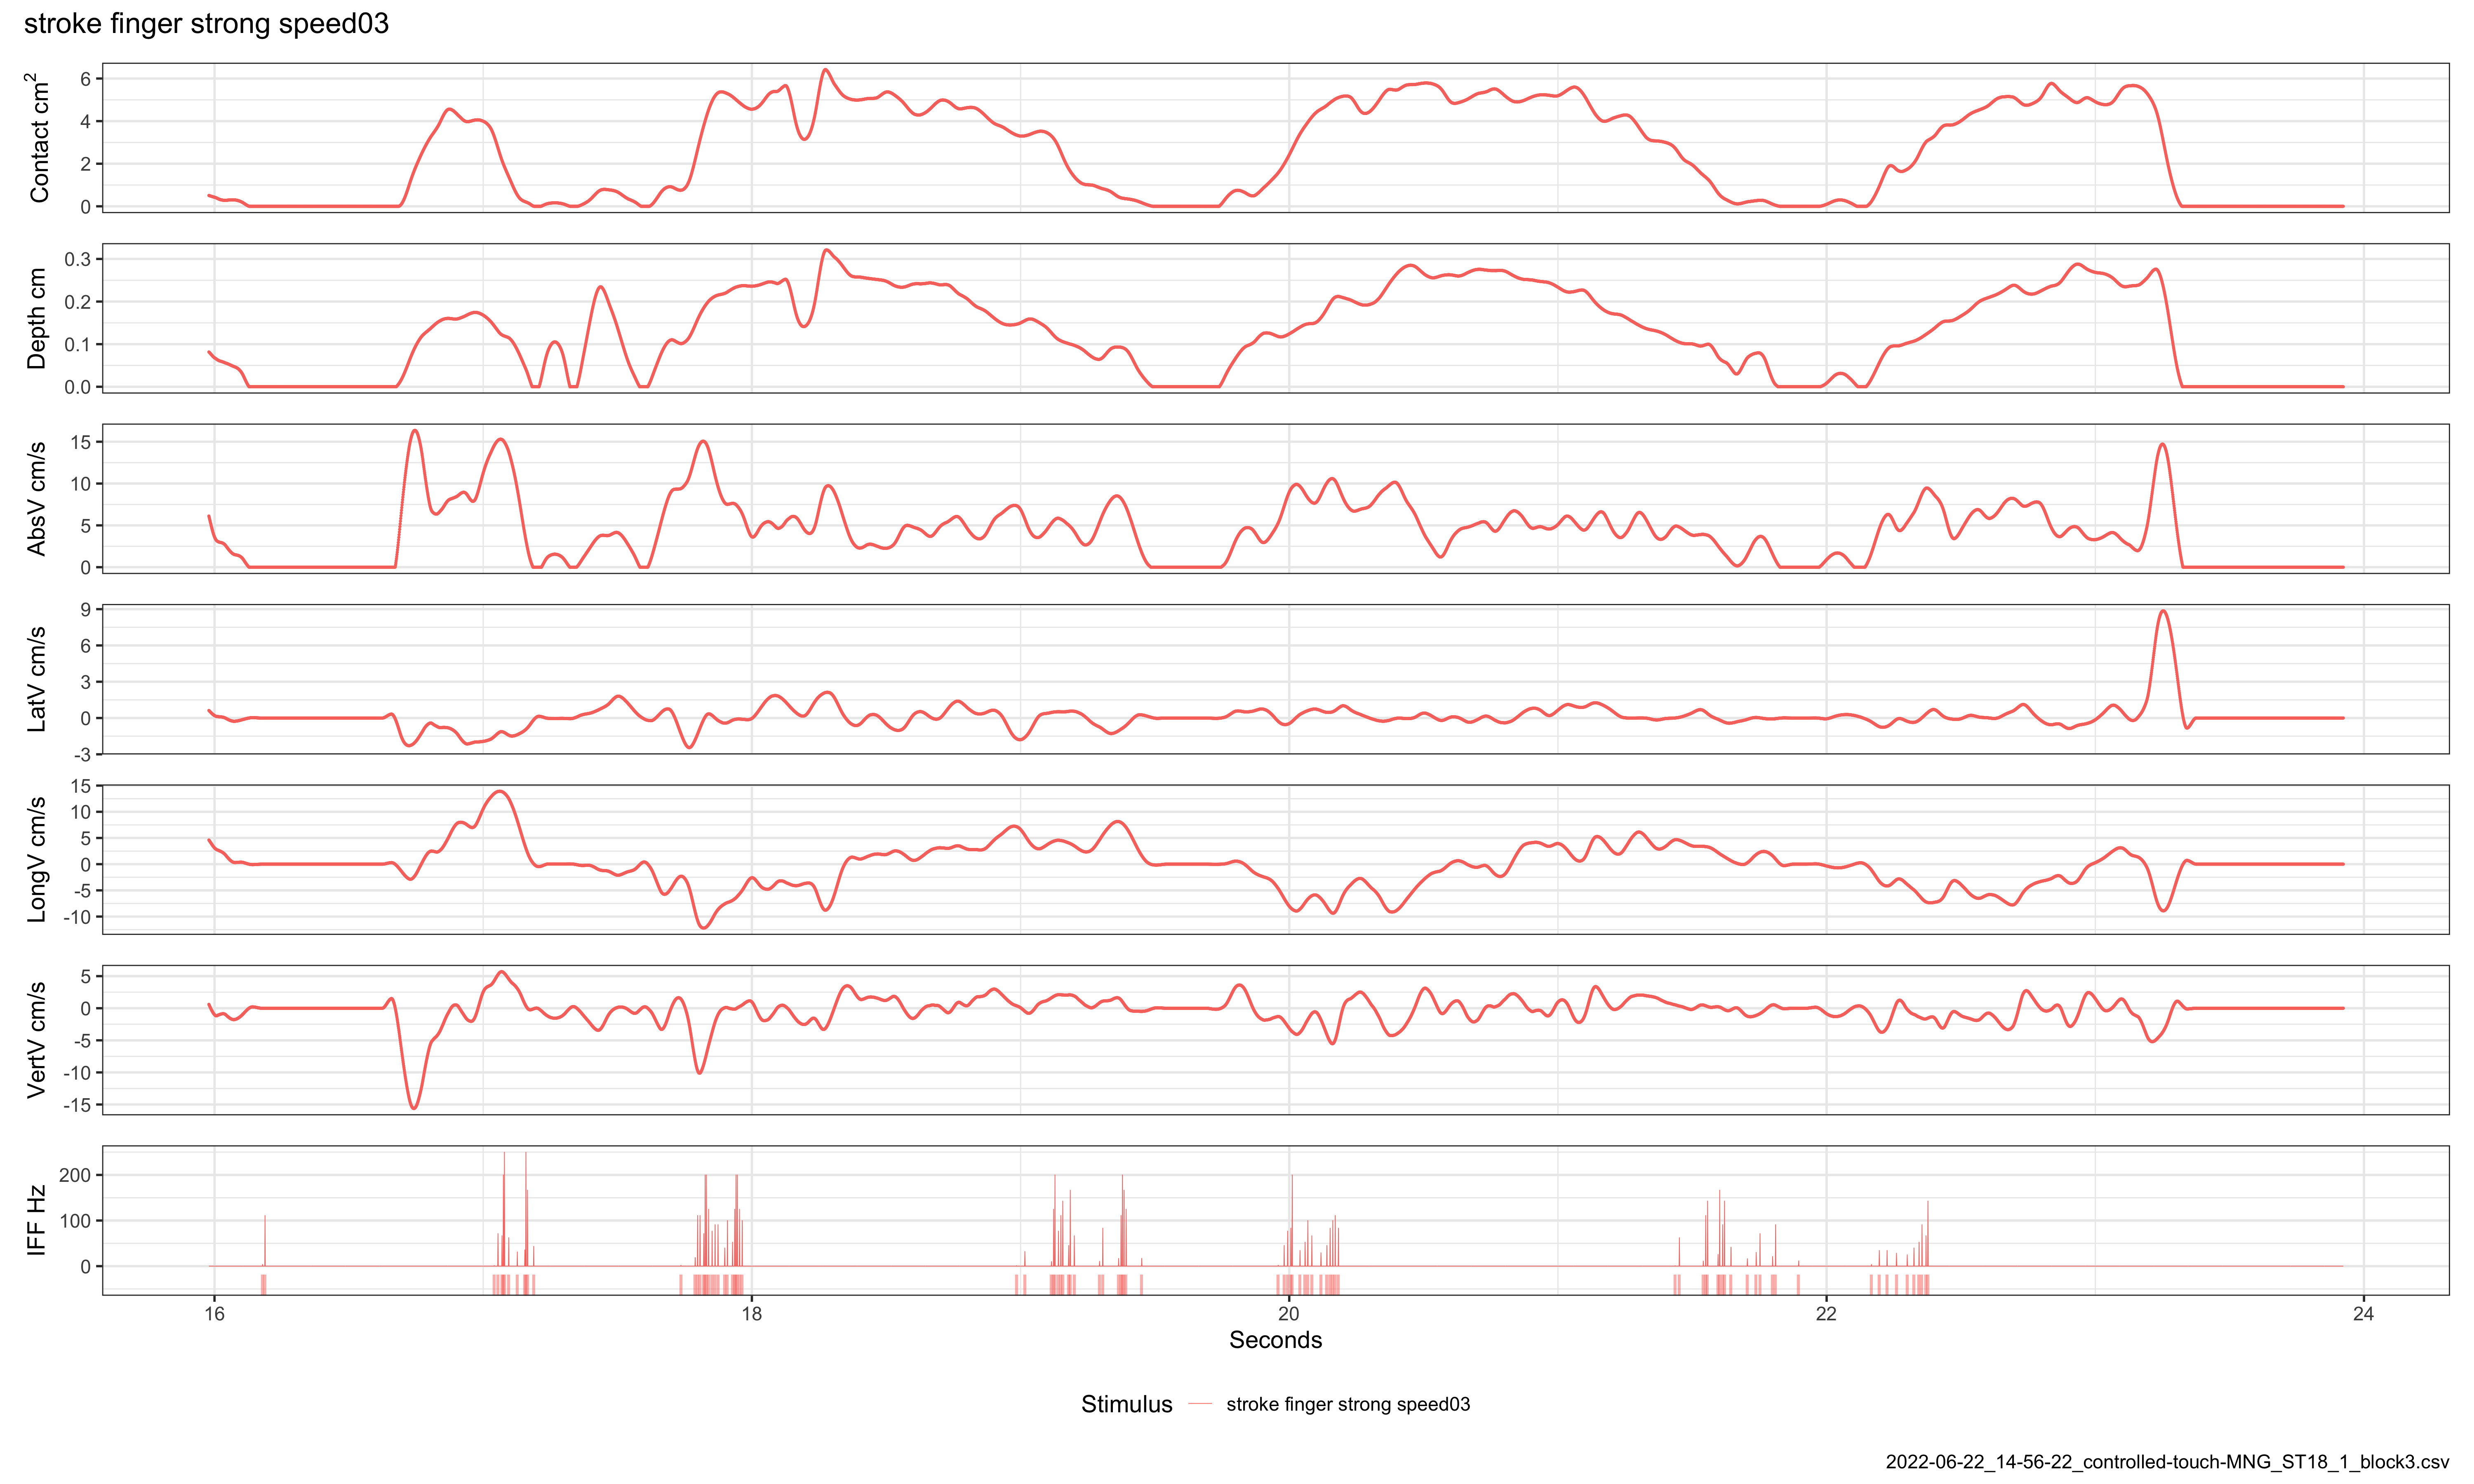 stroke finger strong speed03
Contact cm²
6
4
2
0
Depth cm
0.3
0.2
0.1
0.0
AbsV cm/s
15
10
5
0
LatV cm/s
9
6
3
0
-3
LongV cm/s
15
10
5
0
-5
-10
VertV cm/s
5
0
-5
-10
-15
IFF Hz
200
100
0
16 18 20 22 24
Seconds
Stimulus stroke finger strong speed03
2022-06-22_14-56-22_controlled-touch-MNG_ST18_1_block3.csv